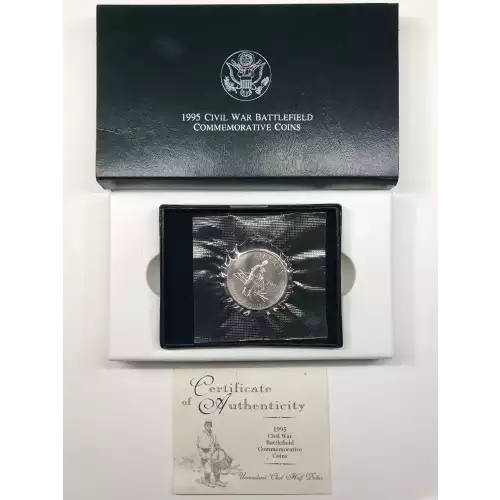 1995 CIVIL WAR BATTLEFIELD
COMMEMORATIVE COINS
Certificate
of Authenticity
1995
Civil War
Battlefield
Commemorative
Coins
Uncirculated Clad Half Dollar